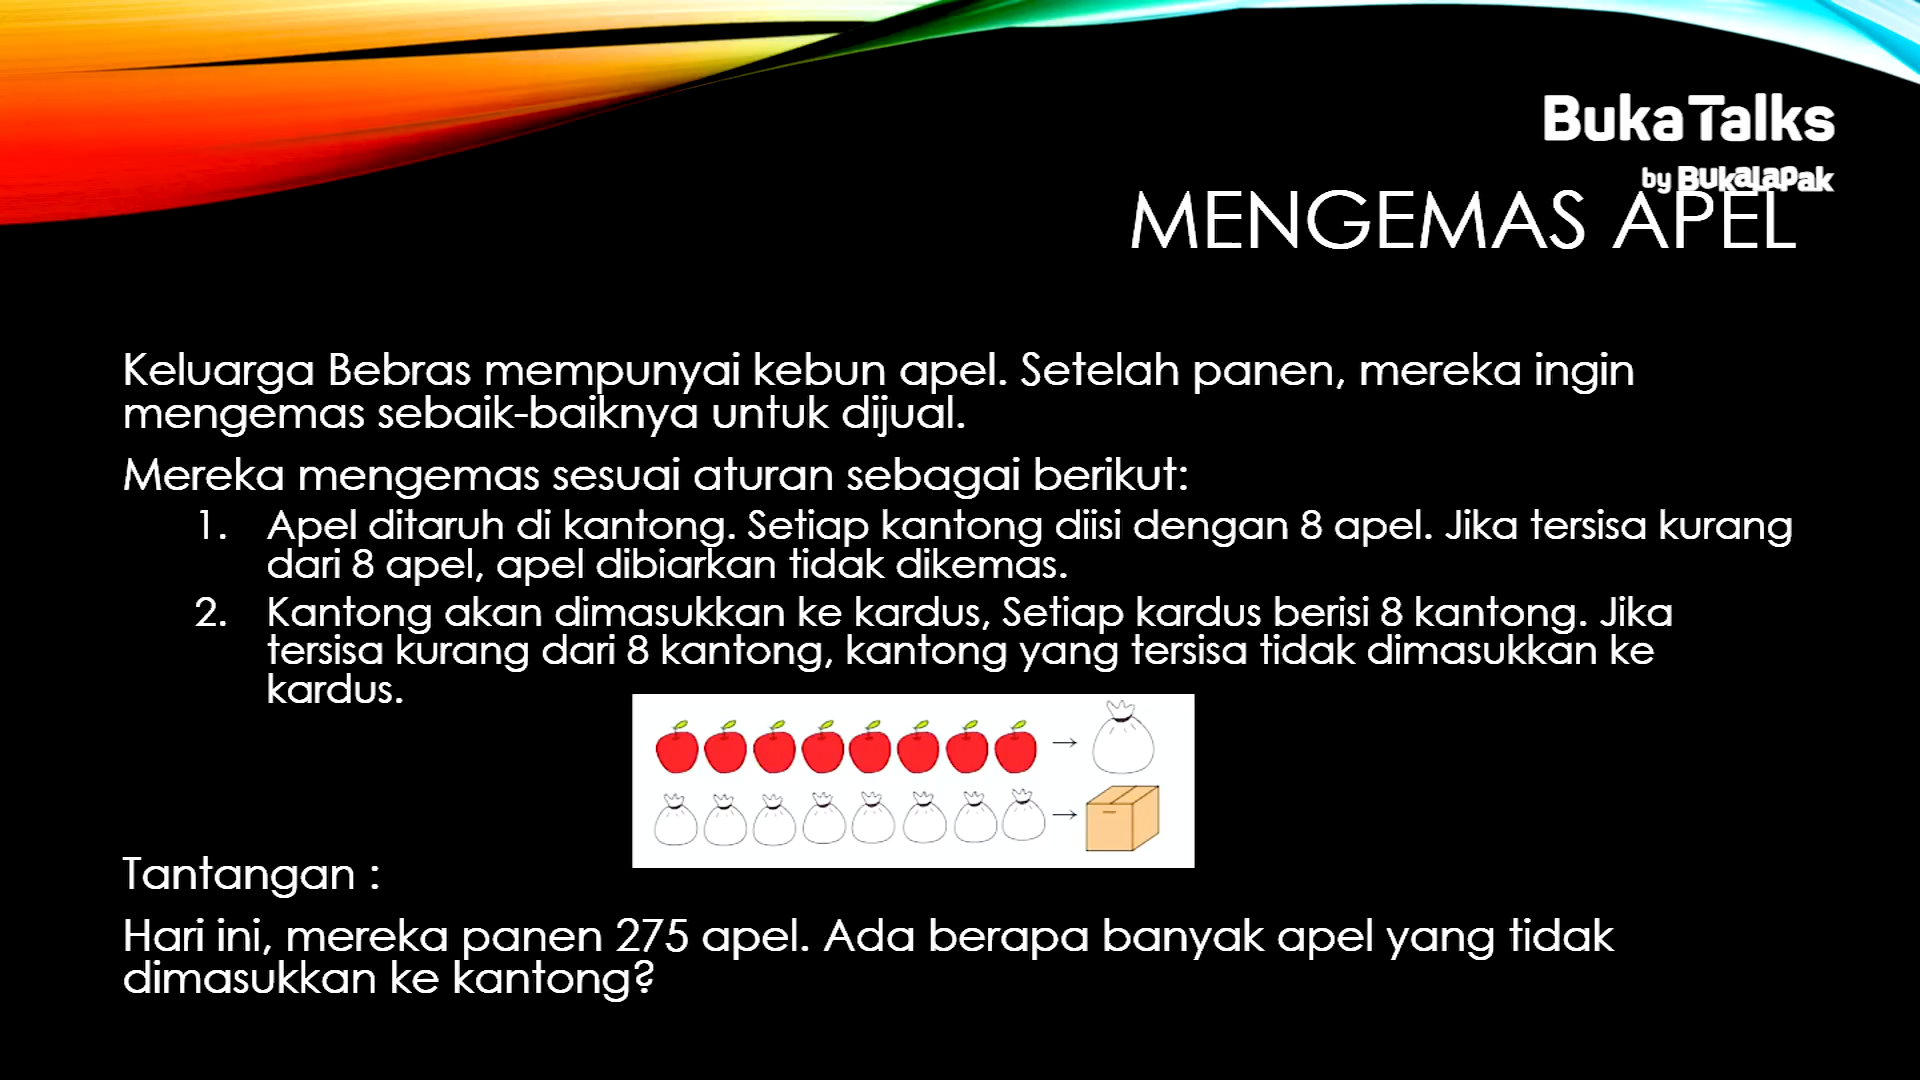 BukaTalks
by BukaLaPak
MENGEMAS APEL
Keluarga Bebras mempunyai kebun apel. Setelah panen, mereka ingin
mengemas sebaik-baiknya untuk dijual.
Mereka mengemas sesuai aturan sebagai berikut:
1. Apel ditaruh di kantong. Setiap kantong diisi dengan 8 apel. Jika tersisa kurang
dari 8 apel, apel dibiarkan tidak dikemas.
2. Kantong akan dimasukkan ke kardus, Setiap kardus berisi 8 kantong. Jika
tersisa kurang dari 8 kantong, kantong yang tersisa tidak dimasukkan ke
kardus.
Tantangan :
Hari ini, mereka panen 275 apel. Ada berapa banyak apel yang tidak
dimasukkan ke kantong?